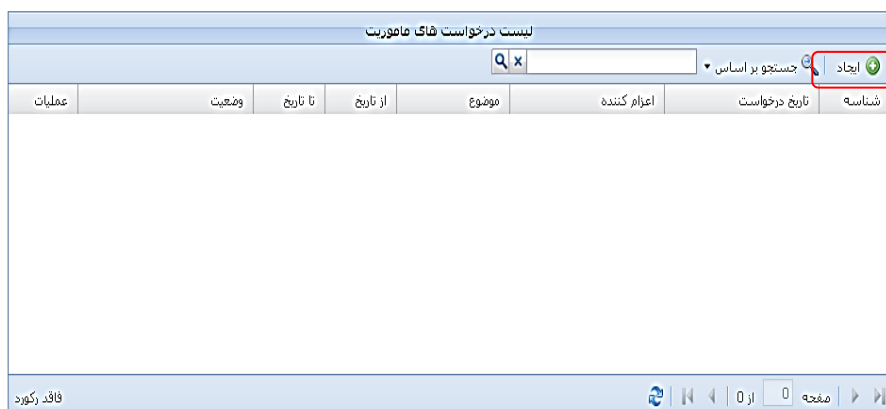 لیست درخواست های ماموریت
ایجاد جستجو بر اساس
شناسه تاریخ درخواست اعزام کننده موضوع از تاریخ تا تاریخ وضعیت عملیات
صفحه 0 از 0 فاقد رکورد